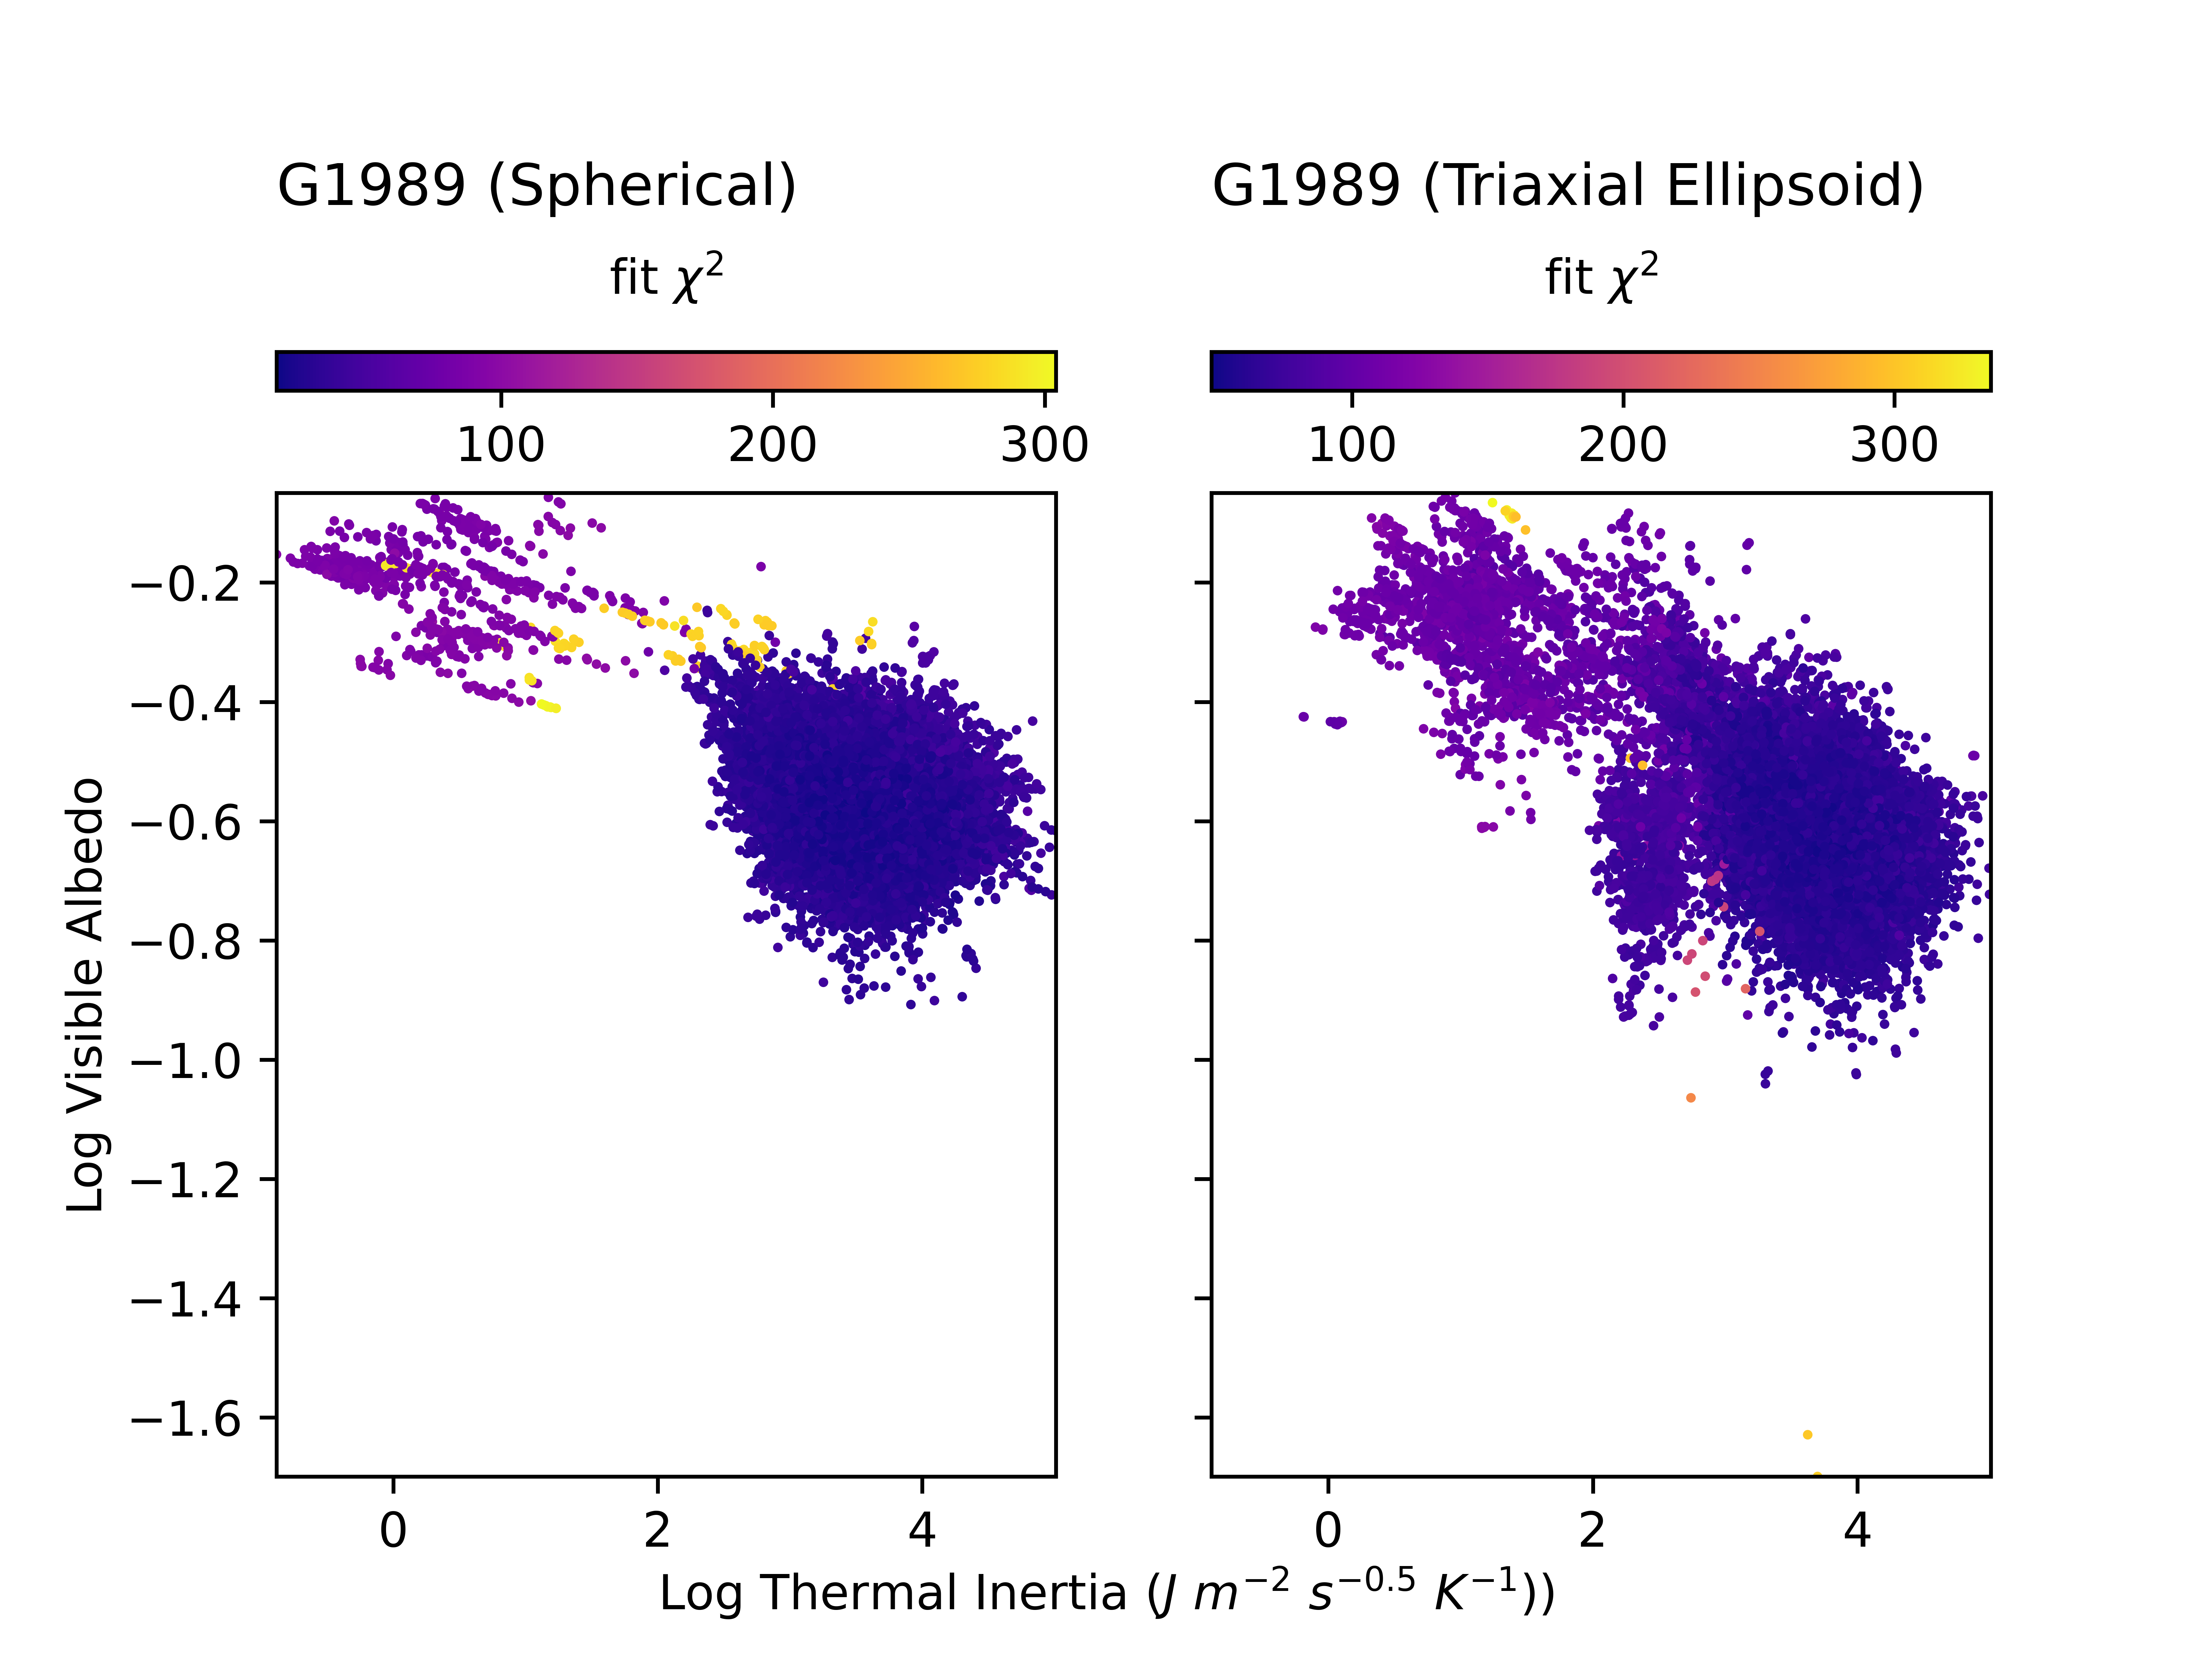 G1989 (Spherical)
G1989 (Triaxial Ellipsoid)
fit χ²
fit χ²
100 200 300
100 200 300
Log Visible Albedo
−0.2
−0.4
−0.6
−0.8
−1.0
−1.2
−1.4
−1.6
0 2 4
0 2 4
Log Thermal Inertia (J m⁻² s⁻⁰·⁵ K⁻¹))